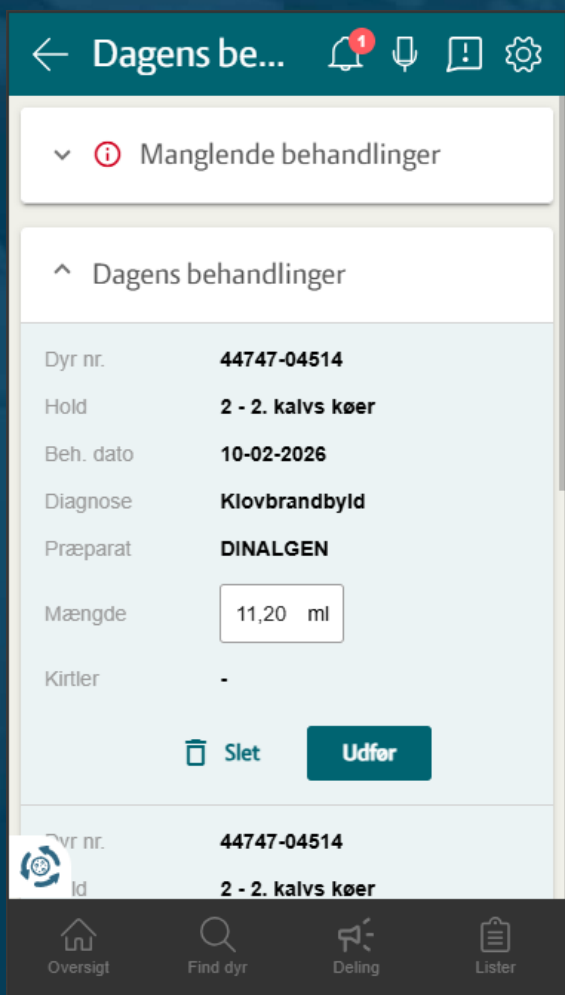 Dagens be...
1
Manglende behandlinger
Dagens behandlinger
Dyr nr. 44747-04514
Hold 2 - 2. kalvs køer
Beh. dato 10-02-2026
Diagnose Klovbrandbyld
Præparat DINALGEN
Mængde 11,20 ml
Kirtler -
Slet Udfør
Dyr nr. 44747-04514
ld 2 - 2. kalvs køer
Oversigt Find dyr Deling Lister